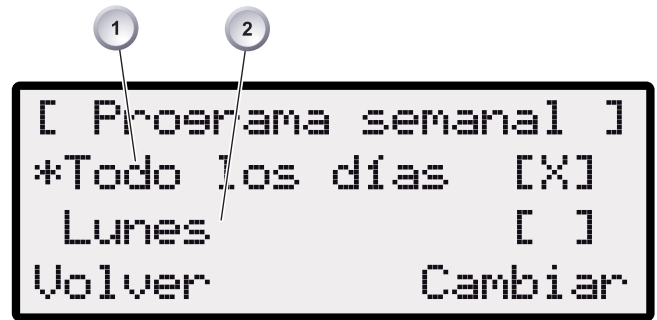 1 2
[ Programa semanal ]
*Todo los días [X]
Lunes [ ]
Volver Cambiar